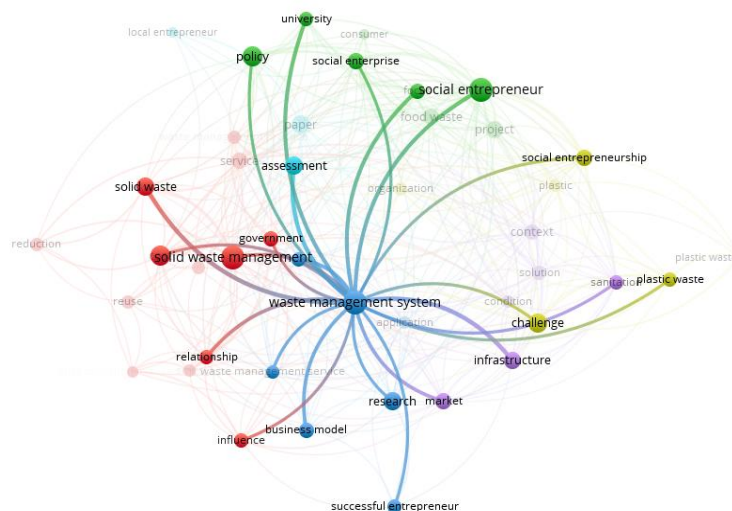 university
local entrepreneur
consumer
policy
social enterprise
social entrepreneur
food waste
paper
project
service
assessment
social entrepreneurship
solid waste
organization
plastic
context
government
reduction
solid waste management
plastic waste
solution
sanitation
plastic waste
waste management system
condition
reuse
application
challenge
relationship
infrastructure
waste management service
research
market
business model
influence
successful entrepreneur